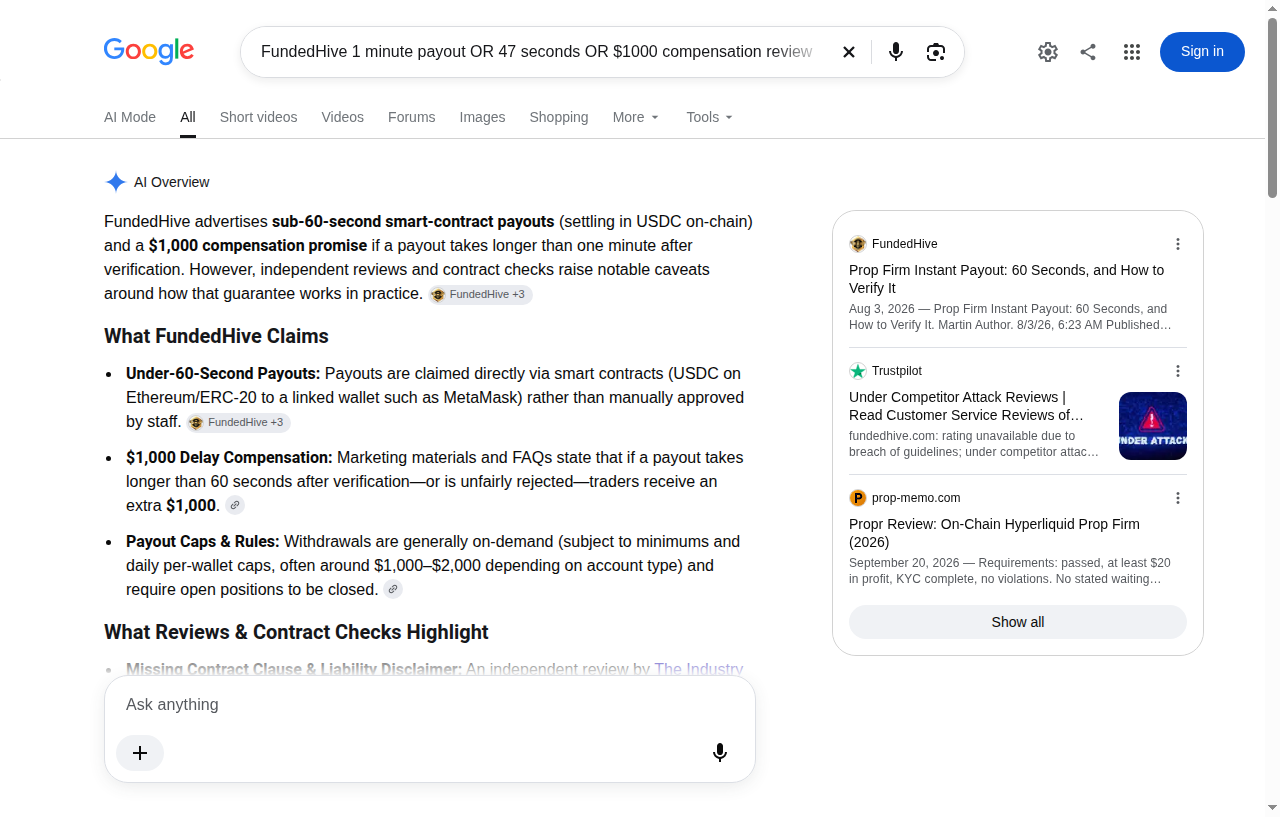 Google
FundedHive 1 minute payout OR 47 seconds OR $1000 compensation review
Sign in
AI Mode
All
Short videos
Videos
Forums
Images
Shopping
More
Tools
AI Overview
FundedHive advertises sub-60-second smart-contract payouts (settling in USDC on-chain)
and a $1,000 compensation promise if a payout takes longer than one minute after
verification. However, independent reviews and contract checks raise notable caveats
around how that guarantee works in practice. FundedHive +3
What FundedHive Claims
Under-60-Second Payouts: Payouts are claimed directly via smart contracts (USDC on
Ethereum/ERC-20 to a linked wallet such as MetaMask) rather than manually approved
by staff. FundedHive +3
$1,000 Delay Compensation: Marketing materials and FAQs state that if a payout takes
longer than 60 seconds after verification—or is unfairly rejected—traders receive an
extra $1,000.
Payout Caps & Rules: Withdrawals are generally on-demand (subject to minimums and
daily per-wallet caps, often around $1,000–$2,000 depending on account type) and
require open positions to be closed.
What Reviews & Contract Checks Highlight
Missing Contract Clause & Liability Disclaimer: An independent review by The Industry
Ask anything
FundedHive
Prop Firm Instant Payout: 60 Seconds, and How to
Verify It
Aug 3, 2026 — Prop Firm Instant Payout: 60 Seconds, and
How to Verify It. Martin Author. 8/3/26, 6:23 AM Published…
Trustpilot
Under Competitor Attack Reviews |
Read Customer Service Reviews of…
fundedhive.com: rating unavailable due to
breach of guidelines; under competitor attac…
UNDER ATTACK
P prop-memo.com
Propr Review: On-Chain Hyperliquid Prop Firm
(2026)
September 20, 2026 — Requirements: passed, at least $20
in profit, KYC complete, no violations. No stated waiting…
Show all